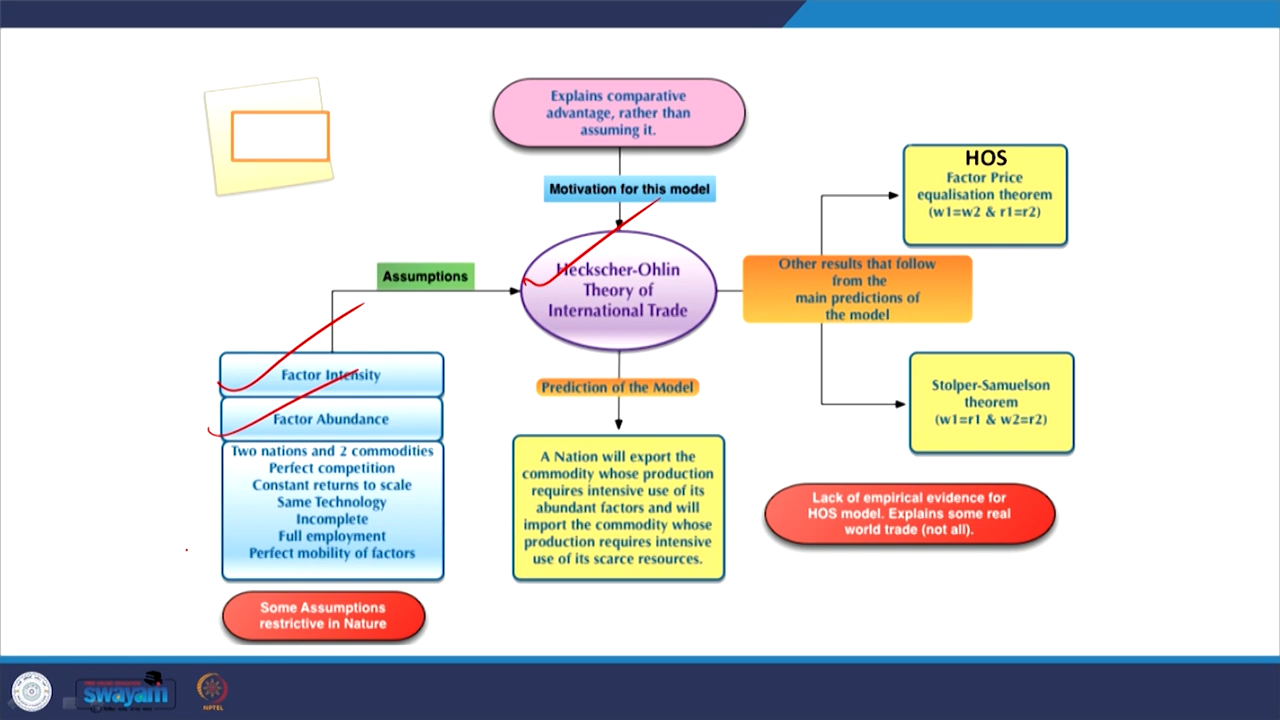 Explains comparative
advantage, rather than
assuming it.
Motivation for this model
Heckscher-Ohlin
Theory of
International Trade
Assumptions
Factor Intensity
Factor Abundance
Two nations and 2 commodities
Perfect competition
Constant returns to scale
Same Technology
Incomplete
Full employment
Perfect mobility of factors
Some Assumptions
restrictive in Nature
Prediction of the Model
A Nation will export the
commodity whose production
requires intensive use of its
abundant factors and will
import the commodity whose
production requires intensive
use of its scarce resources.
Other results that follow
from the
main predictions of
the model
HOS
Factor Price
equalisation theorem
(w1=w2 & r1=r2)
Stolper-Samuelson
theorem
(w1=r1 & w2=r2)
Lack of empirical evidence for
HOS model. Explains some real
world trade (not all).
swayam
NPTEL